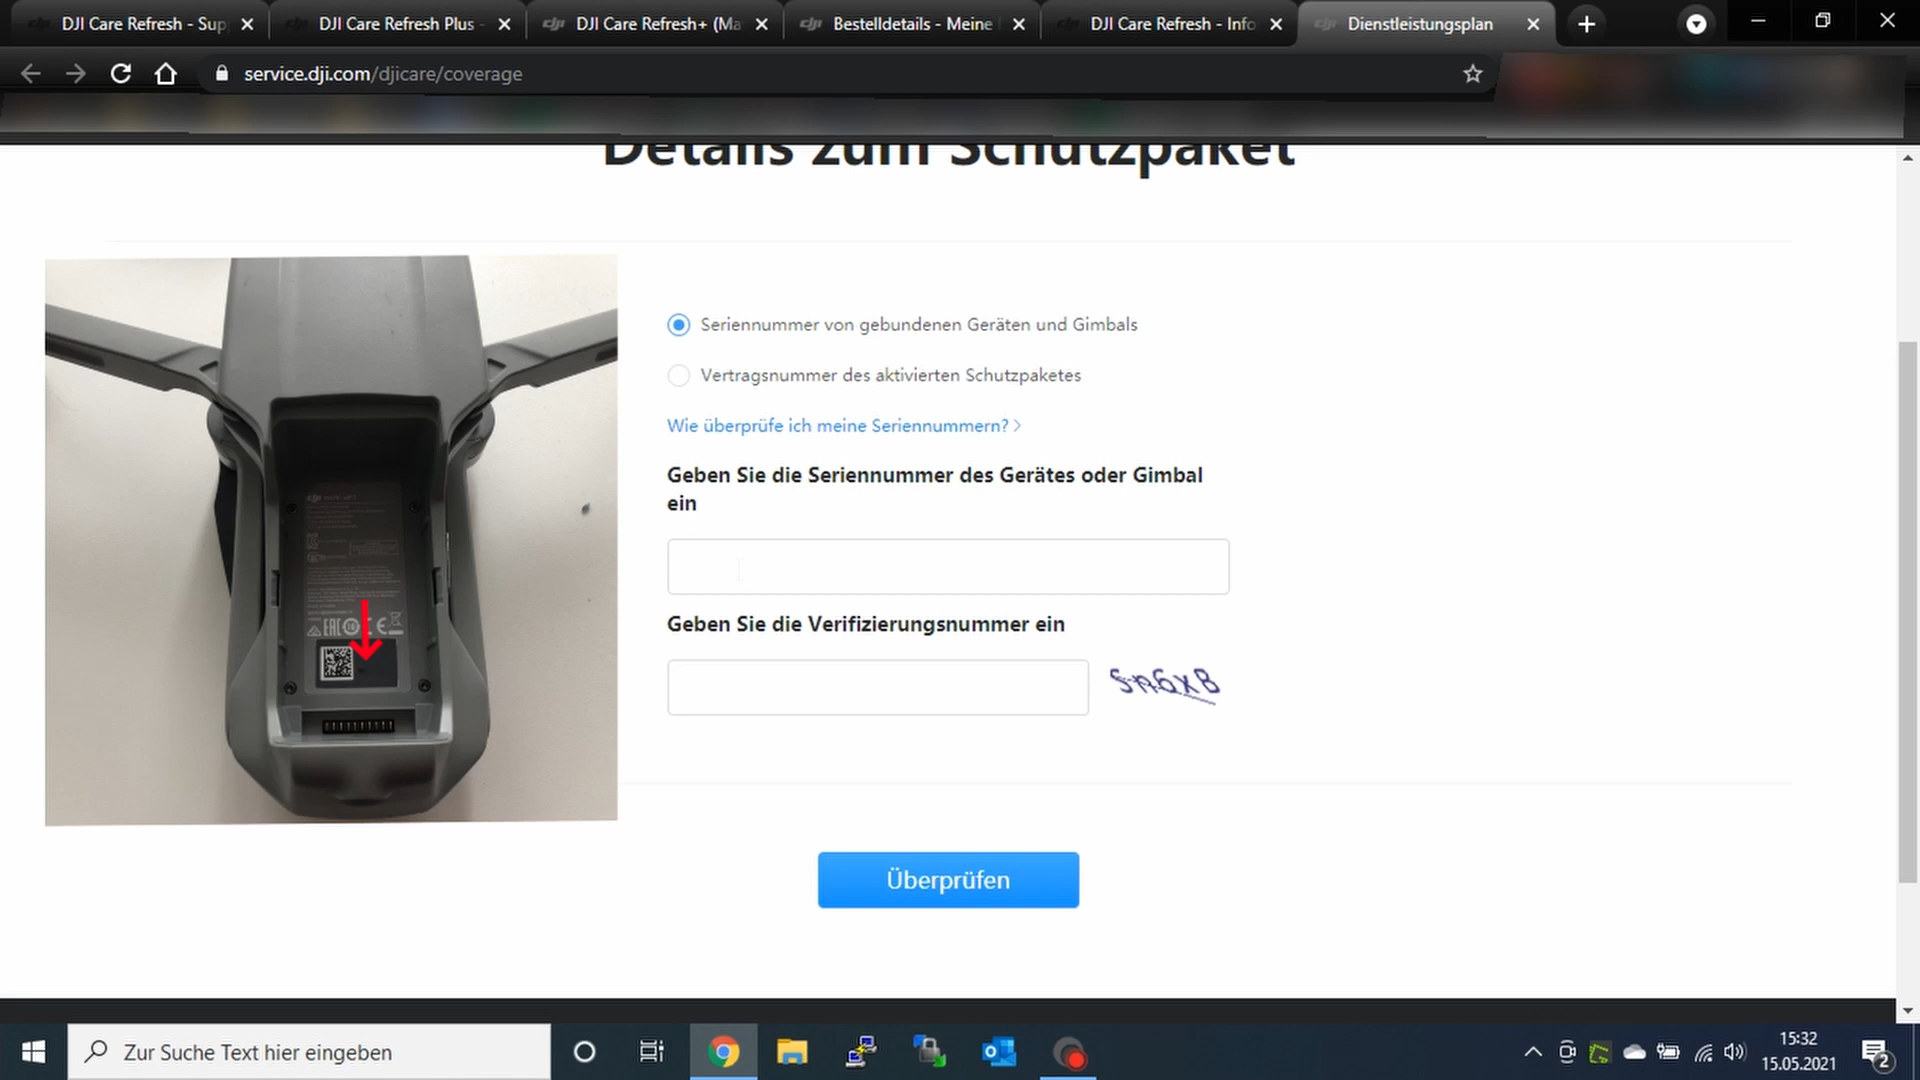 DJI Care Refresh - Sup
DJI Care Refresh Plus -
DJI Care Refresh+ (Ma
Bestelldetails - Meine
DJI Care Refresh - Info
Dienstleistungsplan
service.dji.com/djicare/coverage
Details zum Schutzpaket
Seriennummer von gebundenen Geräten und Gimbals
Vertragsnummer des aktivierten Schutzpaketes
Wie überprüfe ich meine Seriennummern? >
Geben Sie die Seriennummer des Gerätes oder Gimbal
ein
Geben Sie die Verifizierungsnummer ein
Überprüfen
Zur Suche Text hier eingeben
15:32
15.05.2021
2